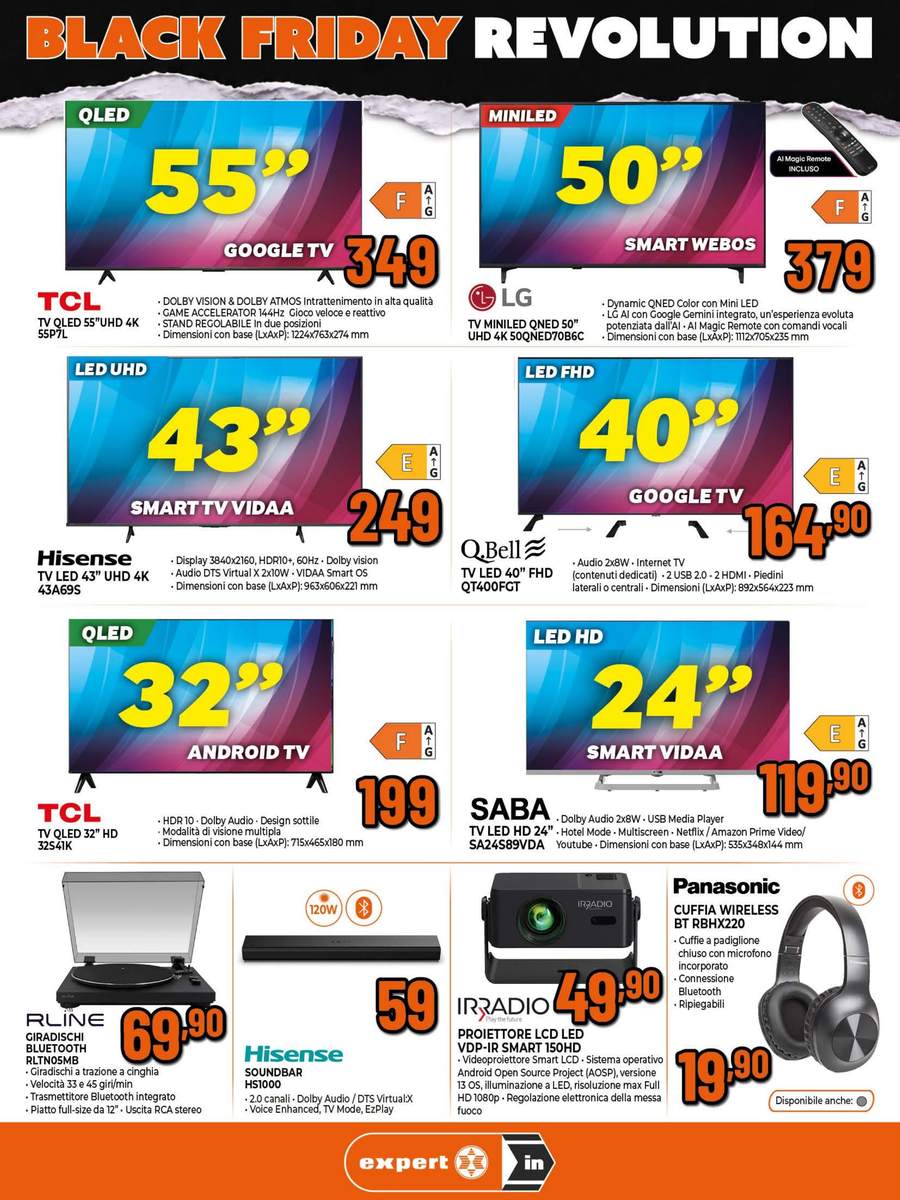 BLACK FRIDAY REVOLUTION
QLED
55”
GOOGLE TV
F
A
G
349
TCL
TV QLED 55”UHD 4K
55P7L
• DOLBY VISION & DOLBY ATMOS Intrattenimento in alta qualità
• GAME ACCELERATOR 144Hz Gioco veloce e reattivo
• STAND REGOLABILE In due posizioni
• Dimensioni con base (LxAxP): 1224x763x274 mm
MINILED
50”
SMART WEBOS
AI Magic Remote
INCLUSO
F
A
G
379
LG
TV MINILED QNED 50”
UHD 4K 50QNED70B6C
• Dynamic QNED Color con Mini LED
• LG AI con Google Gemini integrato, un'esperienza evoluta
potenziata dall'AI • AI Magic Remote con comandi vocali
• Dimensioni con base (LxAxP): 1112x705x235 mm
LED UHD
43”
SMART TV VIDAA
E
A
G
249
Hisense
TV LED 43” UHD 4K
43A69S
• Display 3840x2160, HDR10+, 60Hz • Dolby vision
• Audio DTS Virtual X 2x10W • VIDAA Smart OS
• Dimensioni con base (LxAxP): 963x606x221 mm
LED FHD
40”
GOOGLE TV
E
A
G
164,90
Q.Bell
TV LED 40” FHD
QT400FGT
• Audio 2x8W • Internet TV
(contenuti dedicati) • 2 USB 2.0 - 2 HDMI • Piedini
laterali o centrali • Dimensioni (LxAxP): 892x564x223 mm
QLED
32”
ANDROID TV
F
A
G
199
TCL
TV QLED 32” HD
32S41K
• HDR 10 • Dolby Audio • Design sottile
• Modalità di visione multipla
• Dimensioni con base (LxAxP): 715x465x180 mm
LED HD
24”
SMART VIDAA
E
A
G
119,90
SABA
TV LED HD 24”
SA24S89VDA
• Dolby Audio 2x8W • USB Media Player
• Hotel Mode • Multiscreen • Netflix / Amazon Prime Video/
Youtube • Dimensioni con base (LxAxP): 535x348x144 mm
RLINE
69,90
GIRADISCHI
BLUETOOTH
RLTN05MB
• Giradischi a trazione a cinghia
• Velocità 33 e 45 giri/min
• Trasmettitore Bluetooth integrato
• Piatto full-size da 12” • Uscita RCA stereo
120W
59
Hisense
SOUNDBAR
HS1000
• 2.0 canali • Dolby Audio / DTS Virtual:X
• Voice Enhanced, TV Mode, EzPlay
IRRADIO
IRRADIO
Play the future
49,90
PROIETTORE LCD LED
VDP-IR SMART 150HD
• Videoproiettore Smart LCD • Sistema operativo
Android Open Source Project (AOSP), versione
13 OS, illuminazione a LED, risoluzione max Full
HD 1080p • Regolazione elettronica della messa
fuoco
Panasonic
CUFFIA WIRELESS
BT RBHX220
• Cuffie a padiglione
chiuso con microfono
incorporato
• Connessione
Bluetooth
• Ripiegabili
19,90
Disponibile anche:
expert in